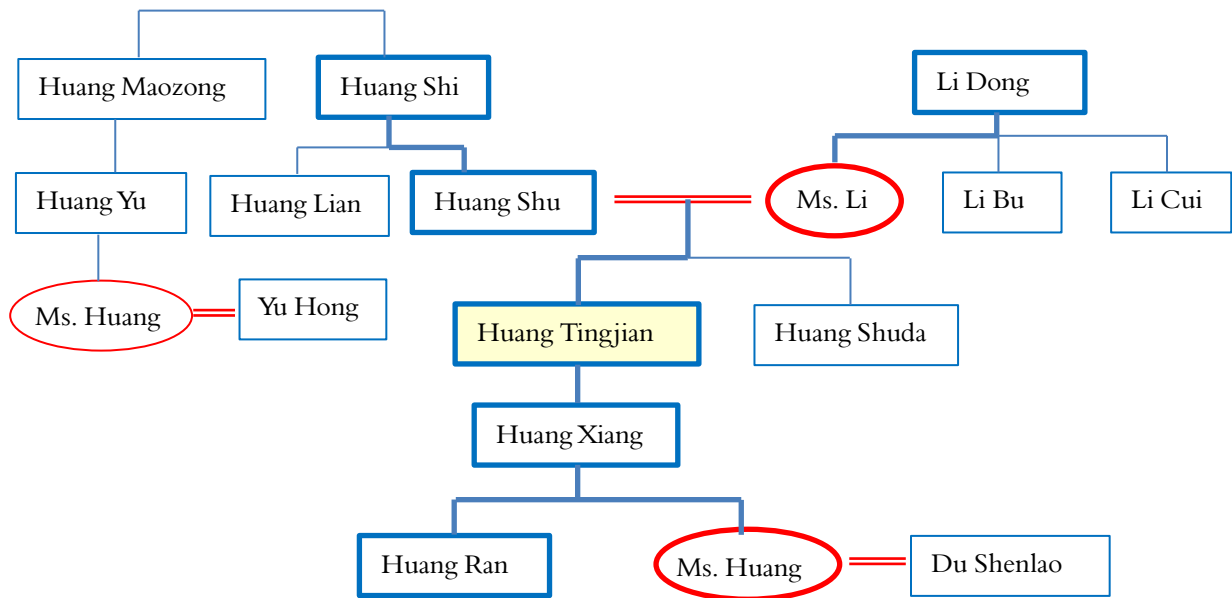 Huang Maozong
Huang Shi
Li Dong
Huang Yu
Huang Lian
Huang Shu
Ms. Li
Li Bu
Li Cui
Ms. Huang
Yu Hong
Huang Tingjian
Huang Shuda
Huang Xiang
Huang Ran
Ms. Huang
Du Shenlao